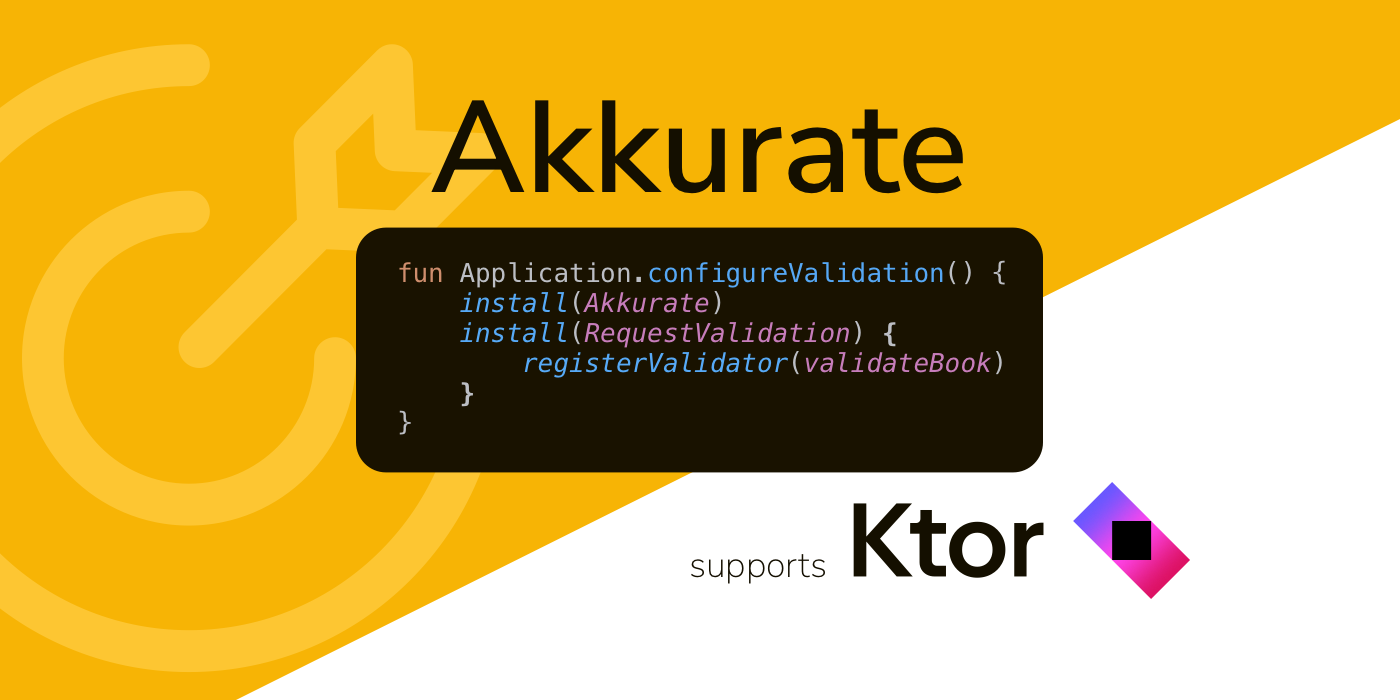 Akkurate
fun Application.configureValidation() {
    install(Akkurate)
    install(RequestValidation) {
        registerValidator(validateBook)
    }
}
supports Ktor